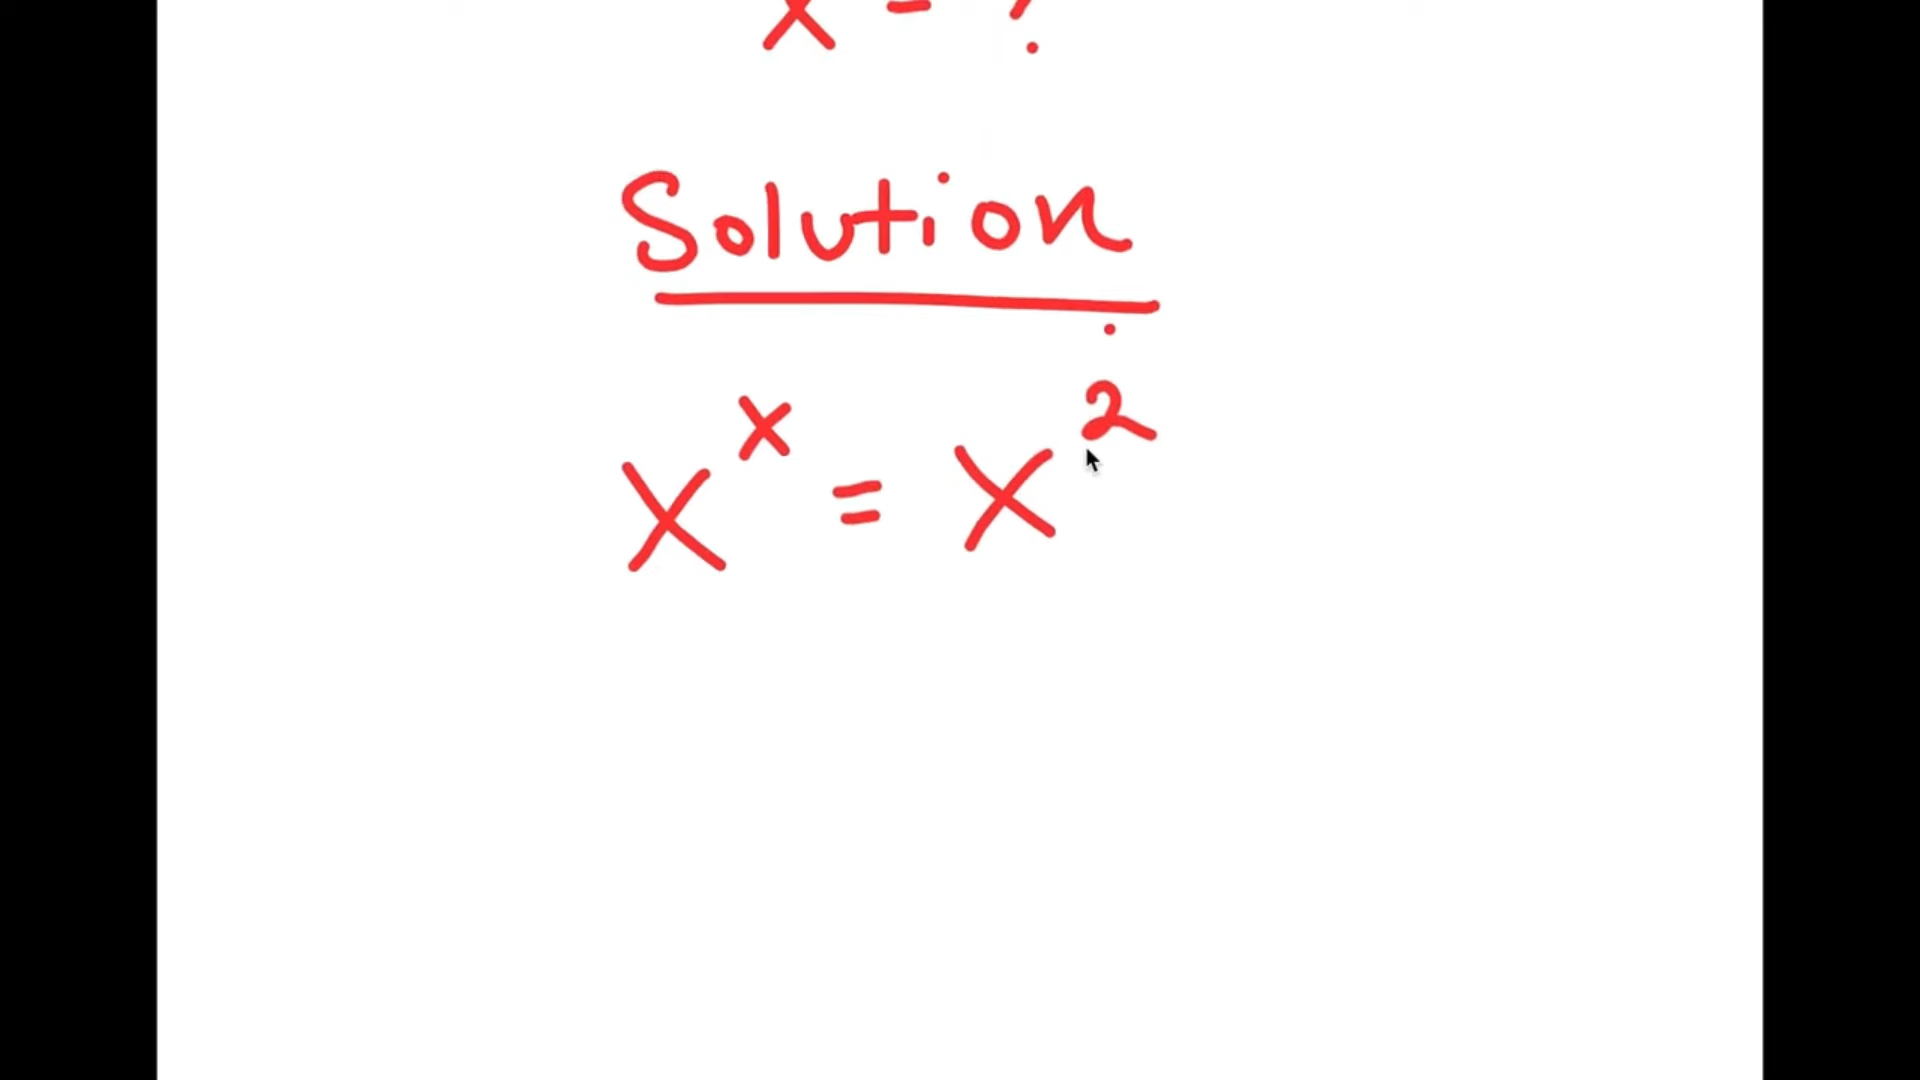 x = ?
Solution
x^x = x^2